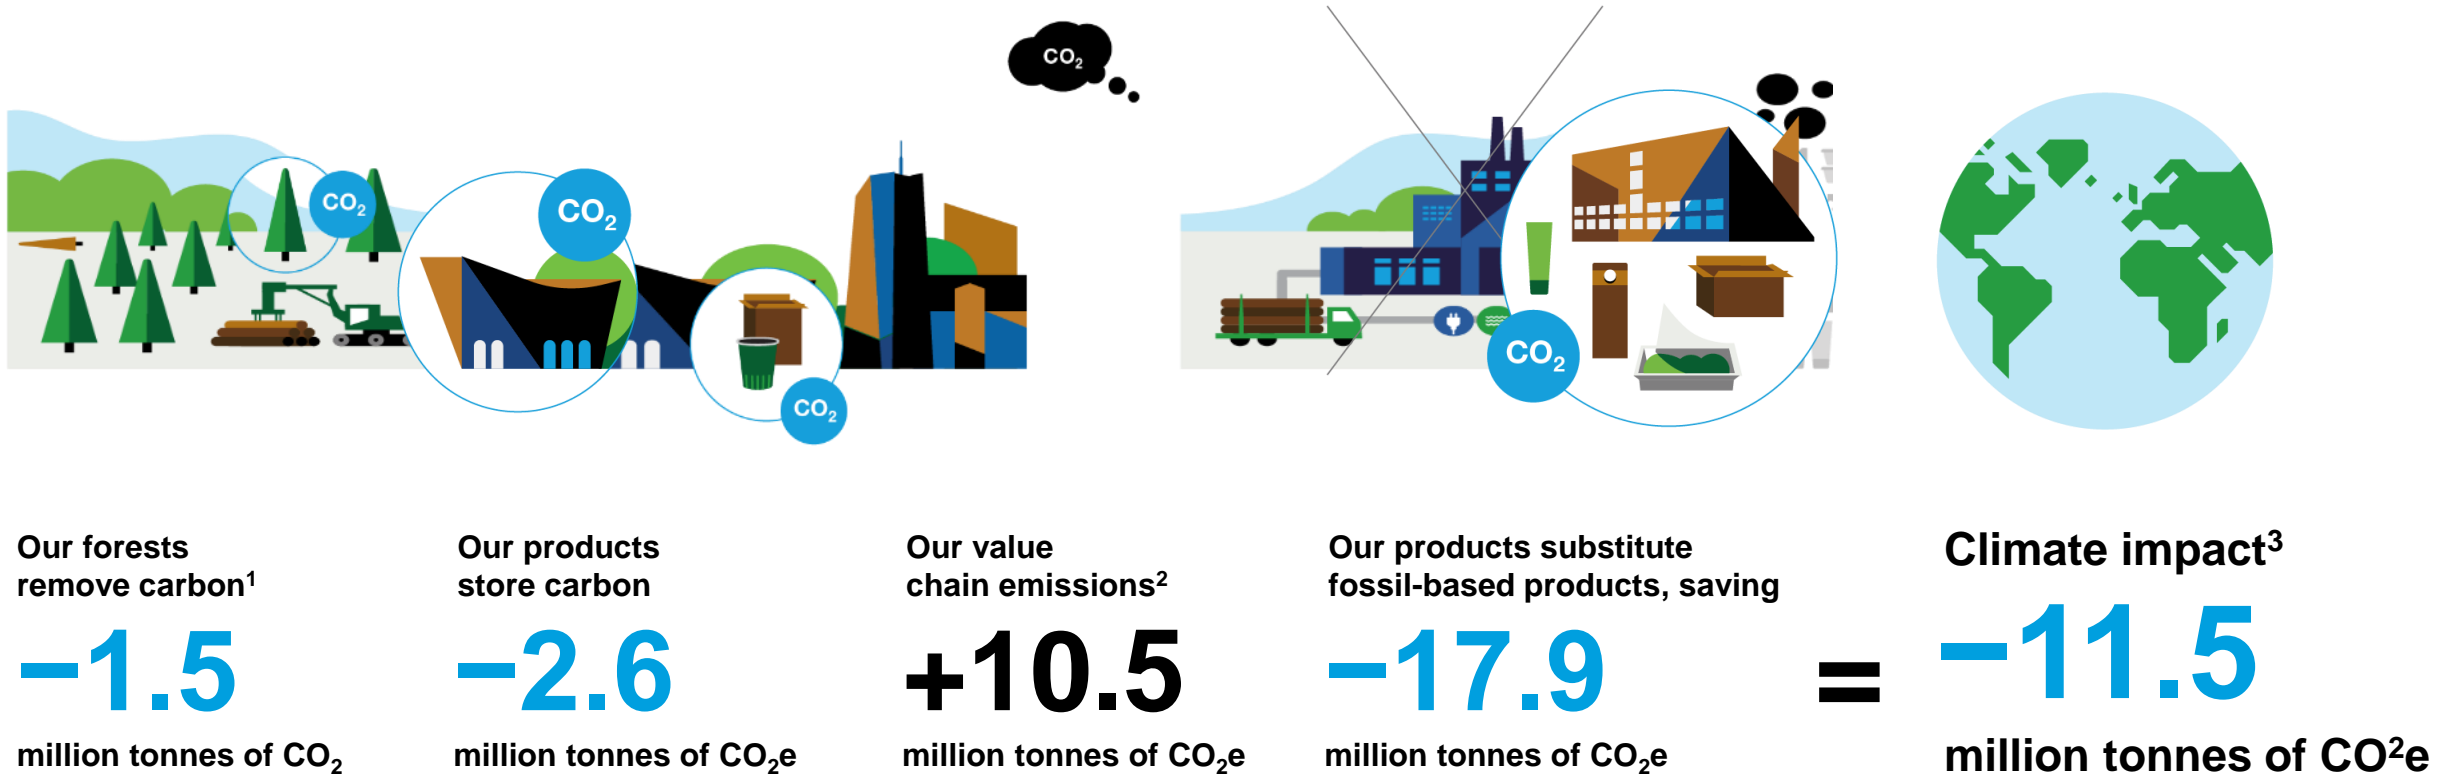 CO₂
CO₂
CO₂
CO₂
CO₂
Our forests
remove carbon¹
−1.5
million tonnes of CO₂
Our products
store carbon
−2.6
million tonnes of CO₂e
Our value
chain emissions²
+10.5
million tonnes of CO₂e
Our products substitute
fossil-based products, saving
−17.9
million tonnes of CO₂e
=
Climate impact³
−11.5
million tonnes of CO²e